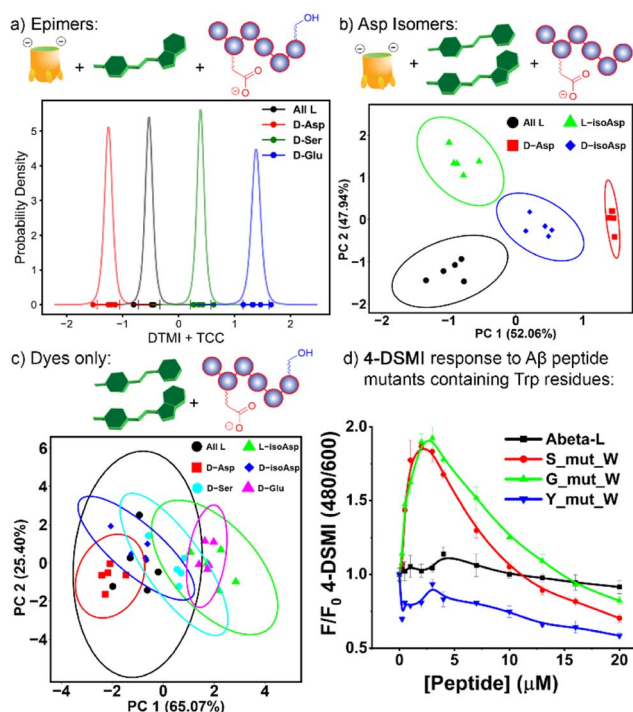 a) Epimers:
OH
All L
D-Asp
D-Ser
D-Glu
Probability Density
5
4
3
2
1
0
−2
−1
0
1
2
DTMI + TCC
b) Asp Isomers:
All L
L−isoAsp
D−Asp
D−isoAsp
PC 2 (47.94%)
2
1
0
−1
−2
−2
−1
0
1
PC 1 (52.06%)
c) Dyes only:
OH
All L
L−isoAsp
D−Asp
D−isoAsp
D−Ser
D−Glu
PC 2 (25.40%)
6
4
2
0
−2
−4
−4
−2
0
2
4
PC 1 (65.07%)
d) 4-DSMI response to Aβ peptide
mutants containing Trp residues:
Abeta-L
S_mut_W
G_mut_W
Y_mut_W
F/F0 4-DSMI (480/600)
2.0
1.5
1.0
0.5
0
5
10
15
20
[Peptide] (μM)